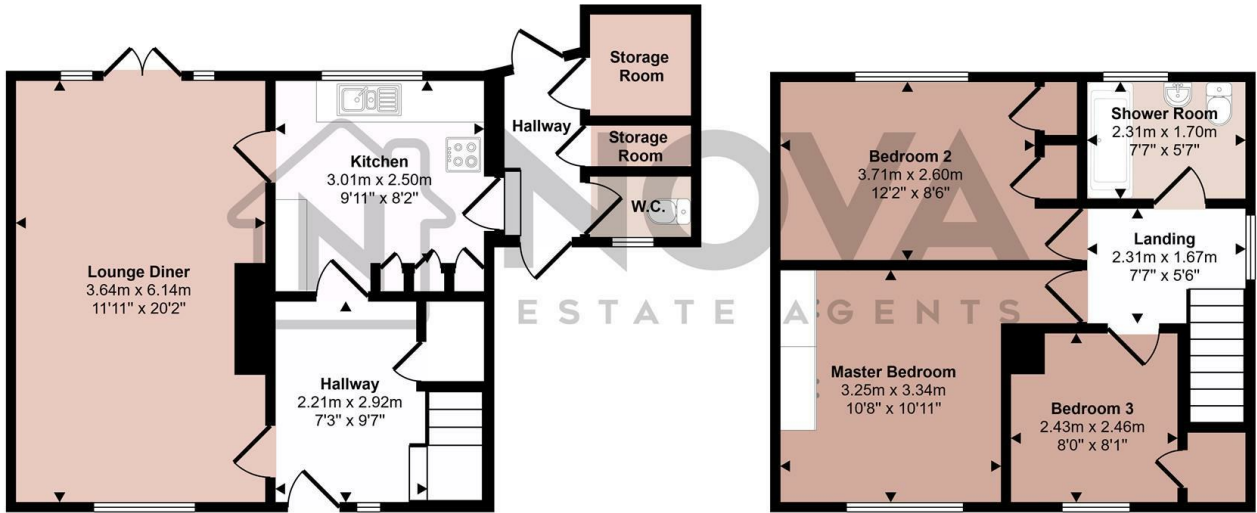 Storage
Room
Hallway
Storage
Room
W.C.
Kitchen
3.01m x 2.50m
9'11" x 8'2"
Lounge Diner
3.64m x 6.14m
11'11" x 20'2"
Hallway
2.21m x 2.92m
7'3" x 9'7"
Shower Room
2.31m x 1.70m
7'7" x 5'7"
Bedroom 2
3.71m x 2.60m
12'2" x 8'6"
Landing
2.31m x 1.67m
7'7" x 5'6"
Master Bedroom
3.25m x 3.34m
10'8" x 10'11"
Bedroom 3
2.43m x 2.46m
8'0" x 8'1"
N NOVA
ESTATE AGENTS